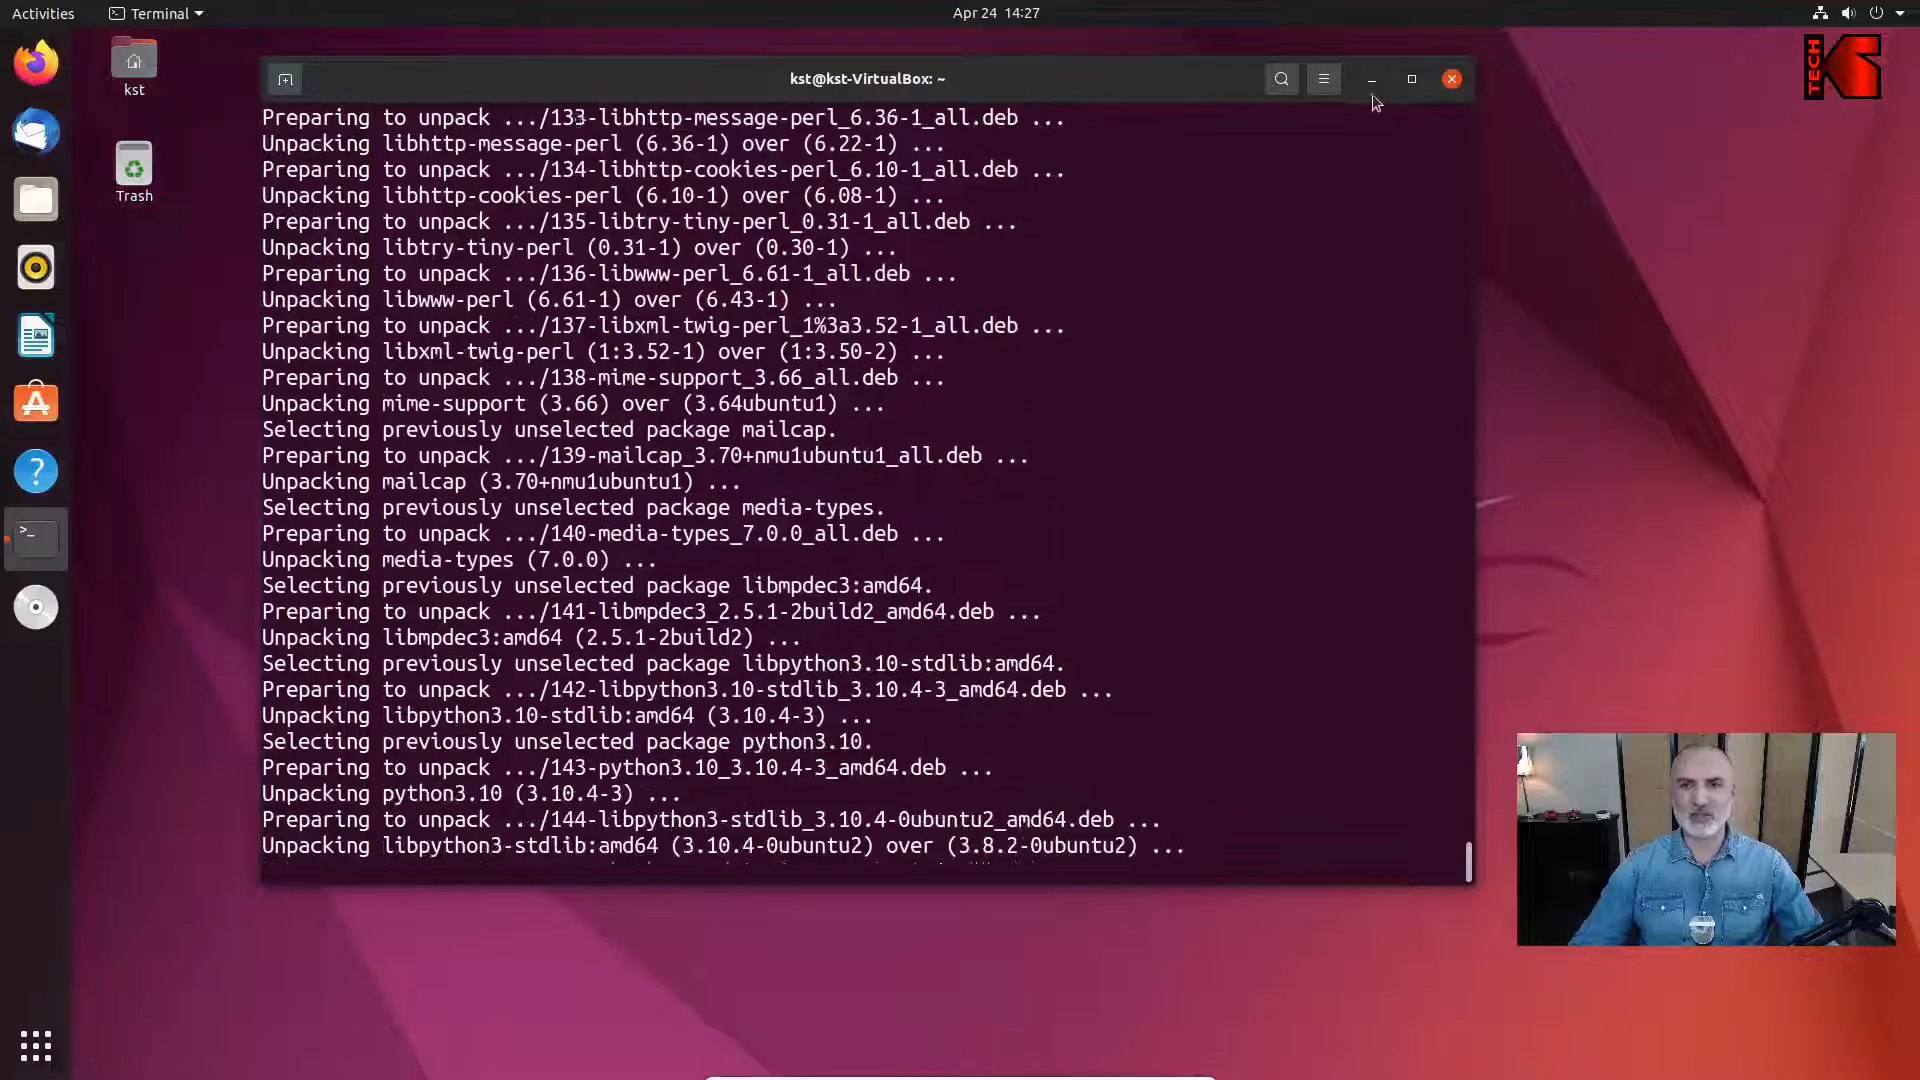 Activities
Terminal
Apr 24 14:27
TECH
K
kst
Trash
kst@kst-VirtualBox: ~
Preparing to unpack .../133-libhttp-message-perl_6.36-1_all.deb ...
Unpacking libhttp-message-perl (6.36-1) over (6.22-1) ...
Preparing to unpack .../134-libhttp-cookies-perl_6.10-1_all.deb ...
Unpacking libhttp-cookies-perl (6.10-1) over (6.08-1) ...
Preparing to unpack .../135-libtry-tiny-perl_0.31-1_all.deb ...
Unpacking libtry-tiny-perl (0.31-1) over (0.30-1) ...
Preparing to unpack .../136-libwww-perl_6.61-1_all.deb ...
Unpacking libwww-perl (6.61-1) over (6.43-1) ...
Preparing to unpack .../137-libxml-twig-perl_1%3a3.52-1_all.deb ...
Unpacking libxml-twig-perl (1:3.52-1) over (1:3.50-2) ...
Preparing to unpack .../138-mime-support_3.66_all.deb ...
Unpacking mime-support (3.66) over (3.64ubuntu1) ...
Selecting previously unselected package mailcap.
Preparing to unpack .../139-mailcap_3.70+nmu1ubuntu1_all.deb ...
Unpacking mailcap (3.70+nmu1ubuntu1) ...
Selecting previously unselected package media-types.
Preparing to unpack .../140-media-types_7.0.0_all.deb ...
Unpacking media-types (7.0.0) ...
Selecting previously unselected package libmpdec3:amd64.
Preparing to unpack .../141-libmpdec3_2.5.1-2build2_amd64.deb ...
Unpacking libmpdec3:amd64 (2.5.1-2build2) ...
Selecting previously unselected package libpython3.10-stdlib:amd64.
Preparing to unpack .../142-libpython3.10-stdlib_3.10.4-3_amd64.deb ...
Unpacking libpython3.10-stdlib:amd64 (3.10.4-3) ...
Selecting previously unselected package python3.10.
Preparing to unpack .../143-python3.10_3.10.4-3_amd64.deb ...
Unpacking python3.10 (3.10.4-3) ...
Preparing to unpack .../144-libpython3-stdlib_3.10.4-0ubuntu2_amd64.deb ...
Unpacking libpython3-stdlib:amd64 (3.10.4-0ubuntu2) over (3.8.2-0ubuntu2) ...